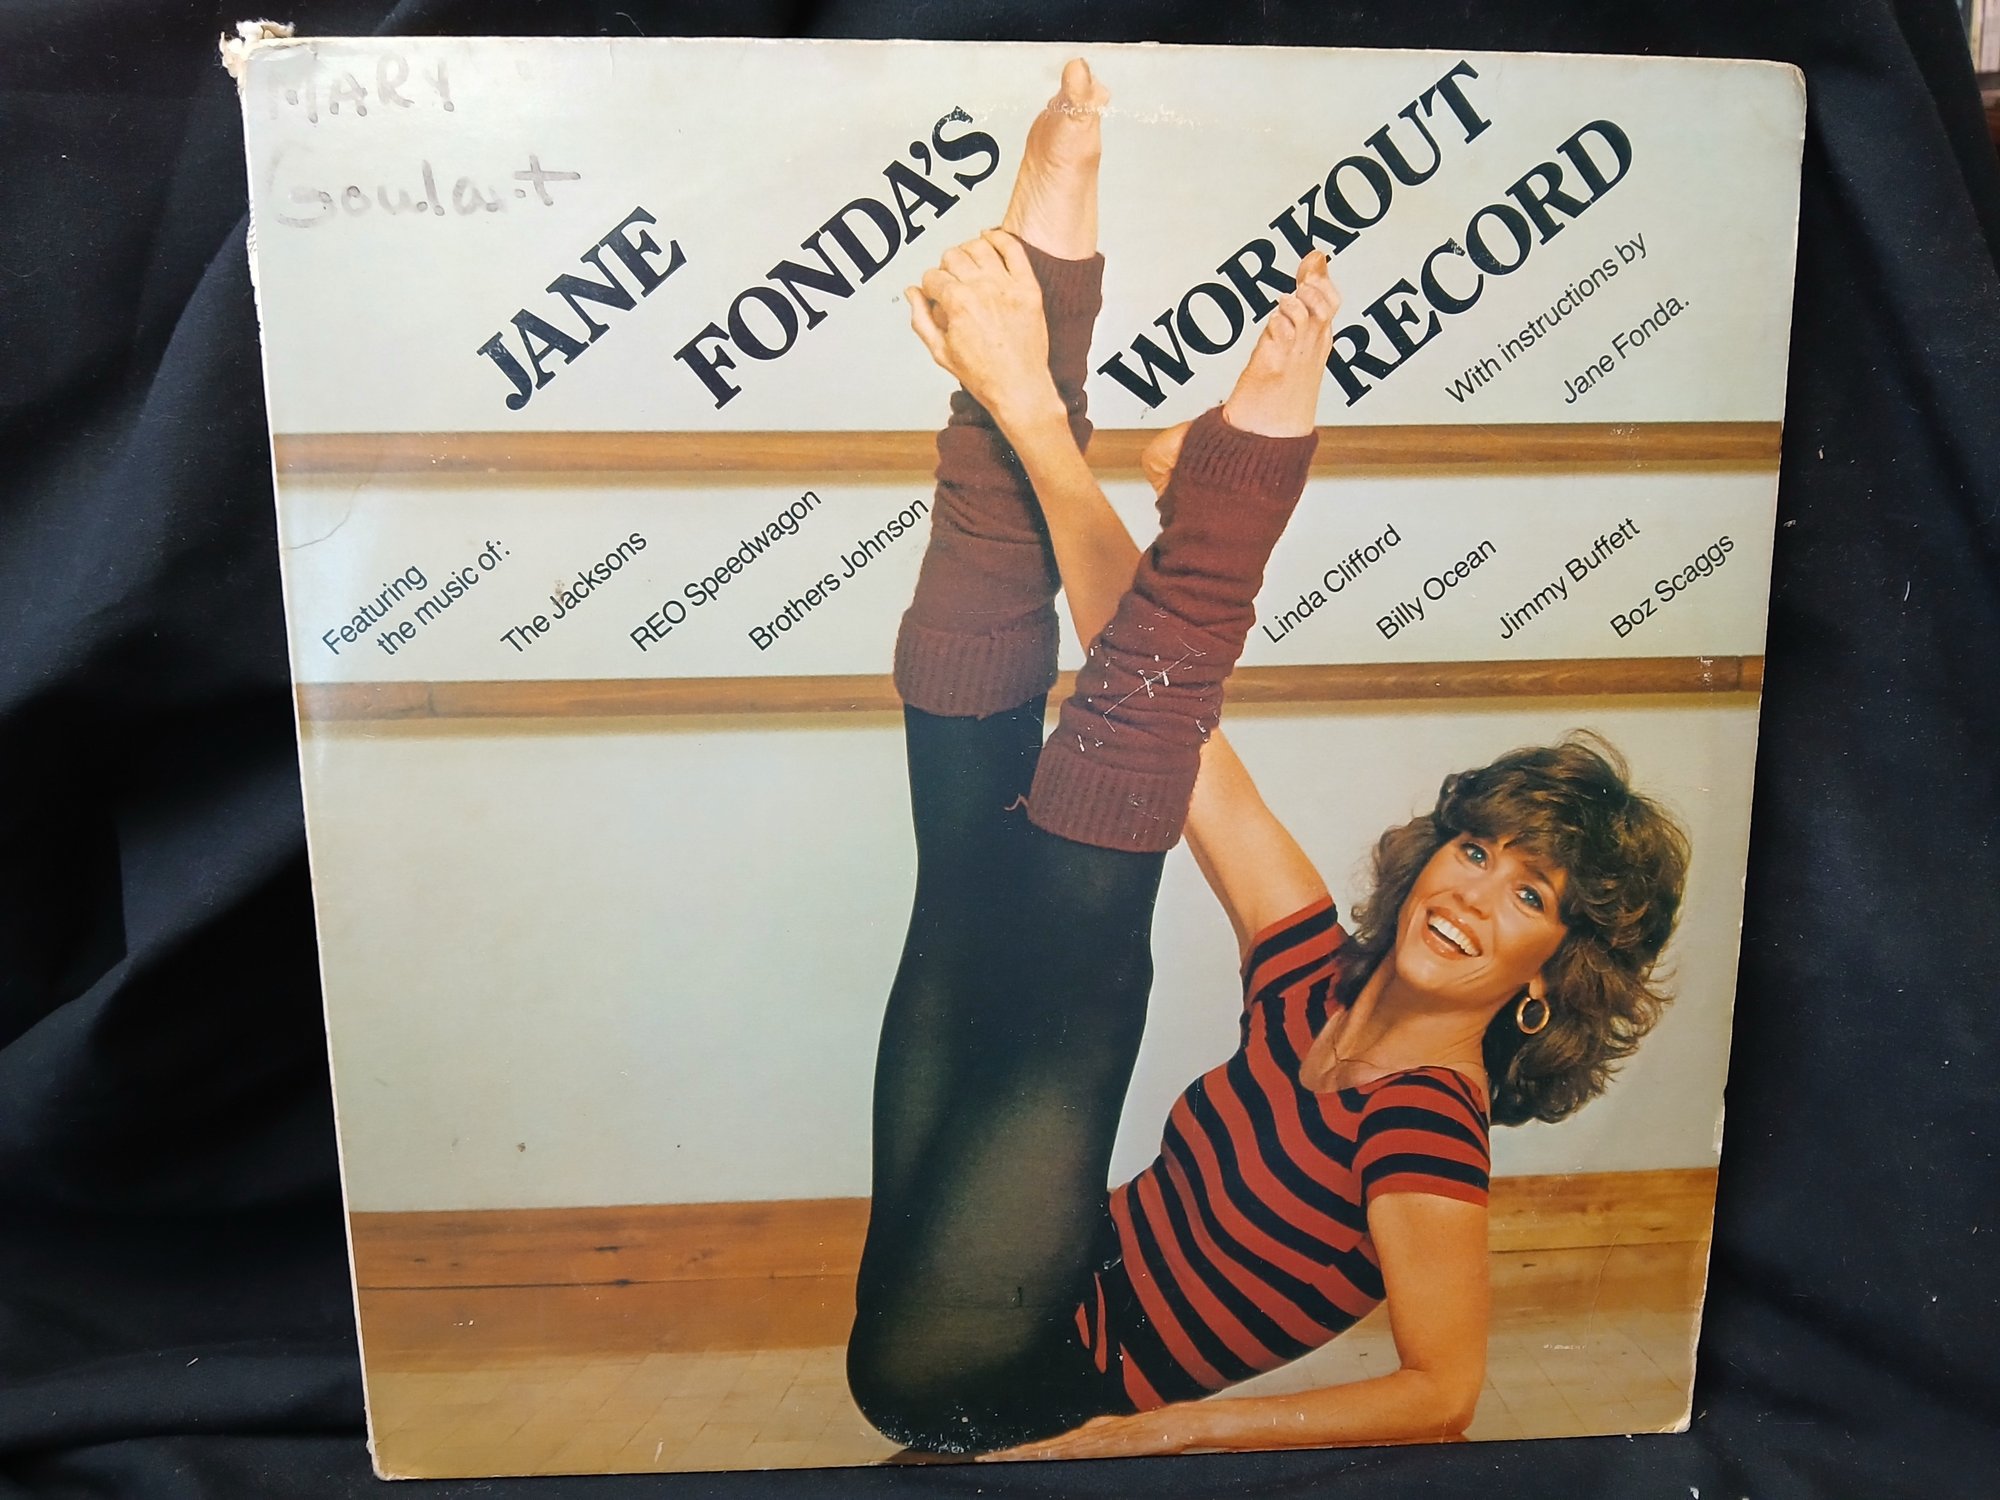 MARY
Goulart
JANE
FONDA'S
WORKOUT
RECORD
With instructions by
Jane Fonda.
Featuring
the music of:
The Jacksons
REO Speedwagon
Brothers Johnson
Linda Clifford
Billy Ocean
Jimmy Buffett
Boz Scaggs